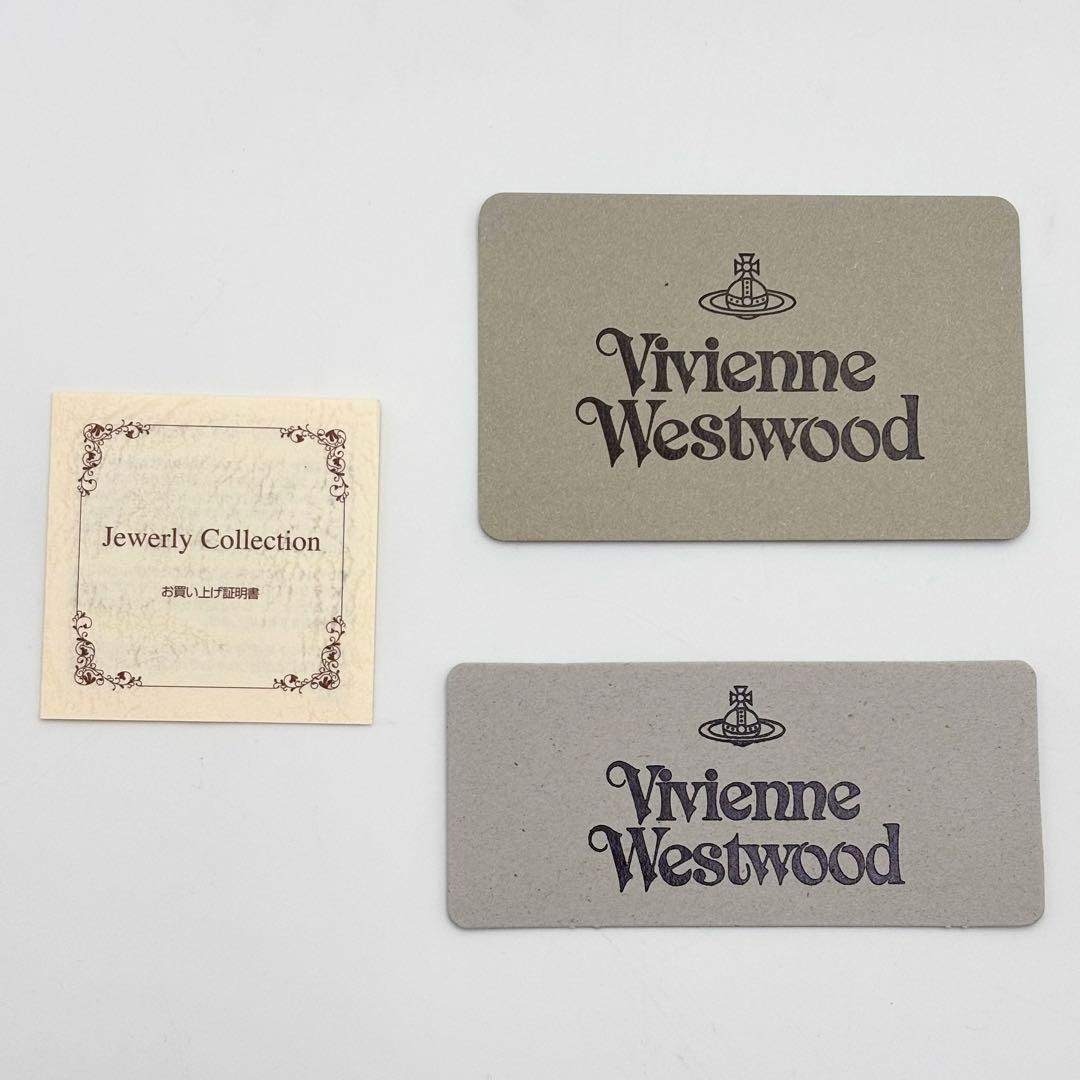 Vivienne
Westwood
Jewerly Collection
お買い上げ証明書
Vivienne
Westwood